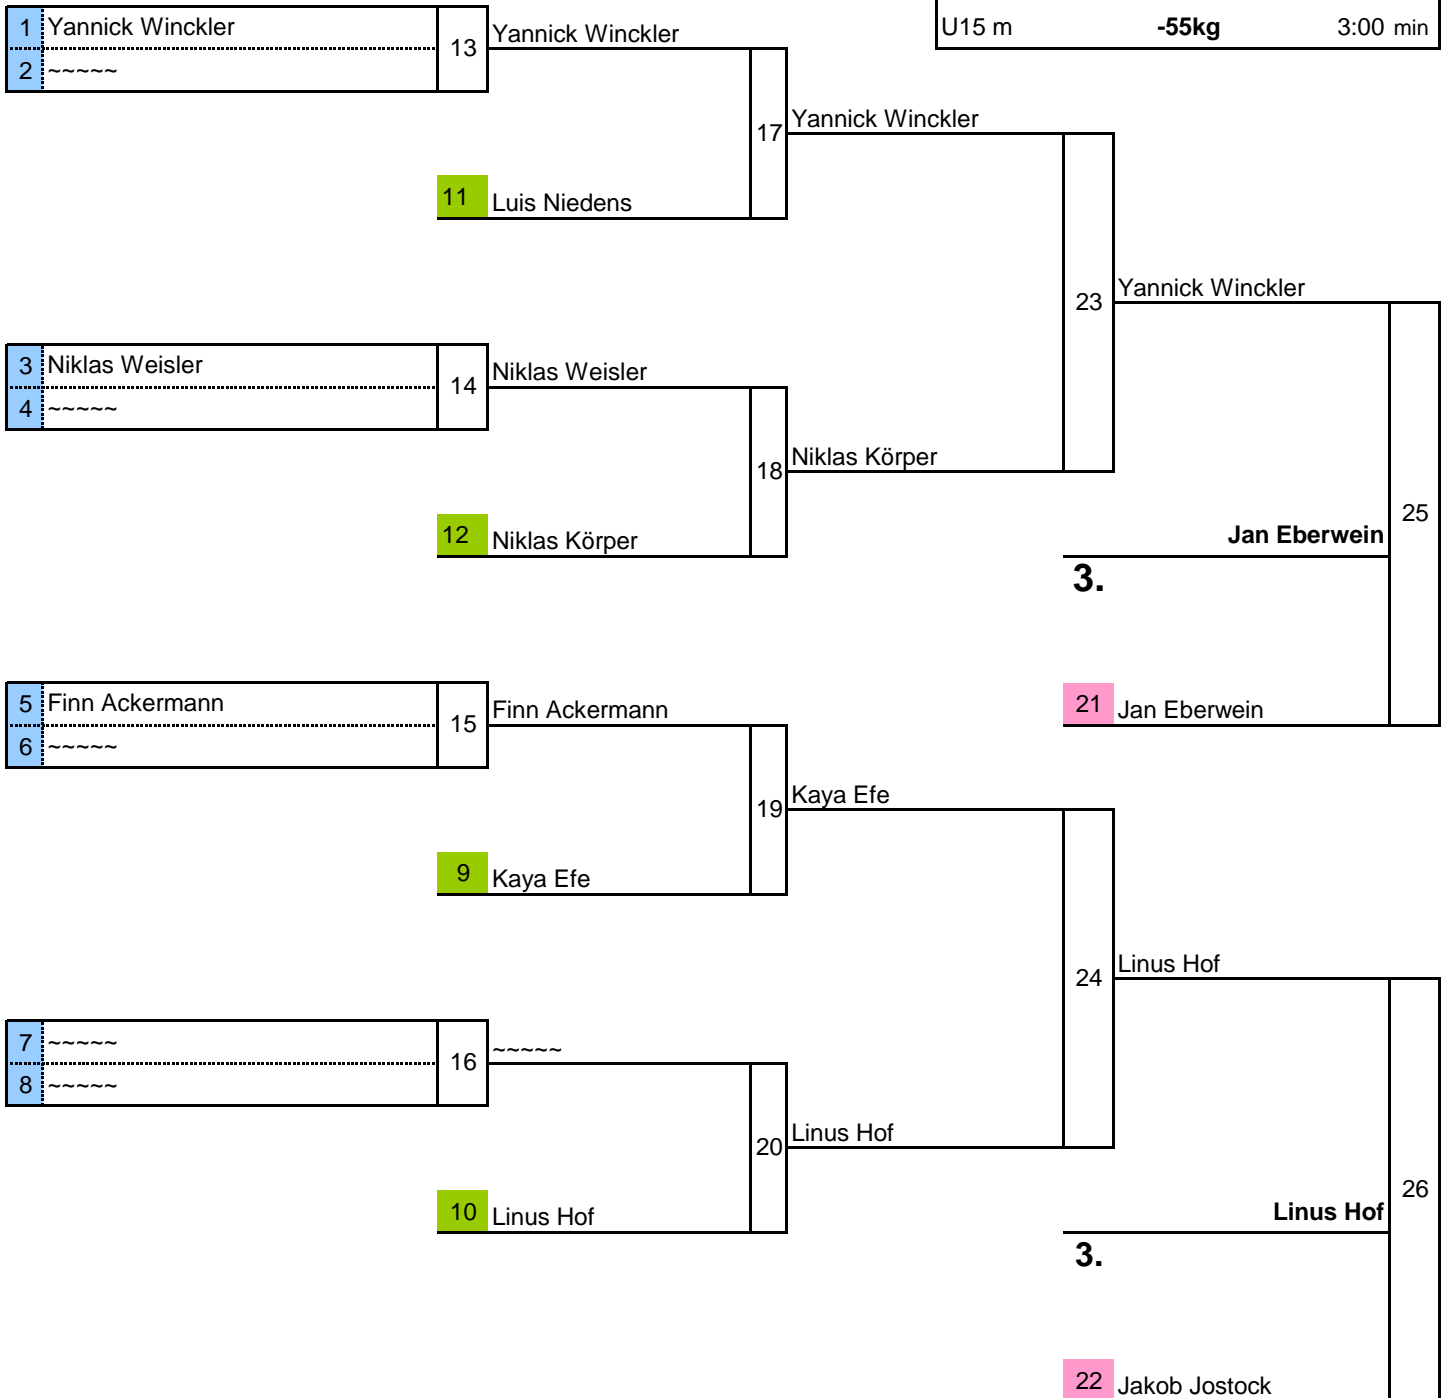 U15 m -55kg 3:00 min
1 Yannick Winckler
2 ~~~~~
13
Yannick Winckler
17
Yannick Winckler
11 Luis Niedens
23
Yannick Winckler
3 Niklas Weisler
4 ~~~~~
14
Niklas Weisler
18
Niklas Körper
12 Niklas Körper
25
Jan Eberwein
3.
5 Finn Ackermann
6 ~~~~~
15
Finn Ackermann
21 Jan Eberwein
19
Kaya Efe
9 Kaya Efe
24
Linus Hof
7 ~~~~~
8 ~~~~~
16
~~~~~
20
Linus Hof
10 Linus Hof
26
Linus Hof
3.
22 Jakob Jostock